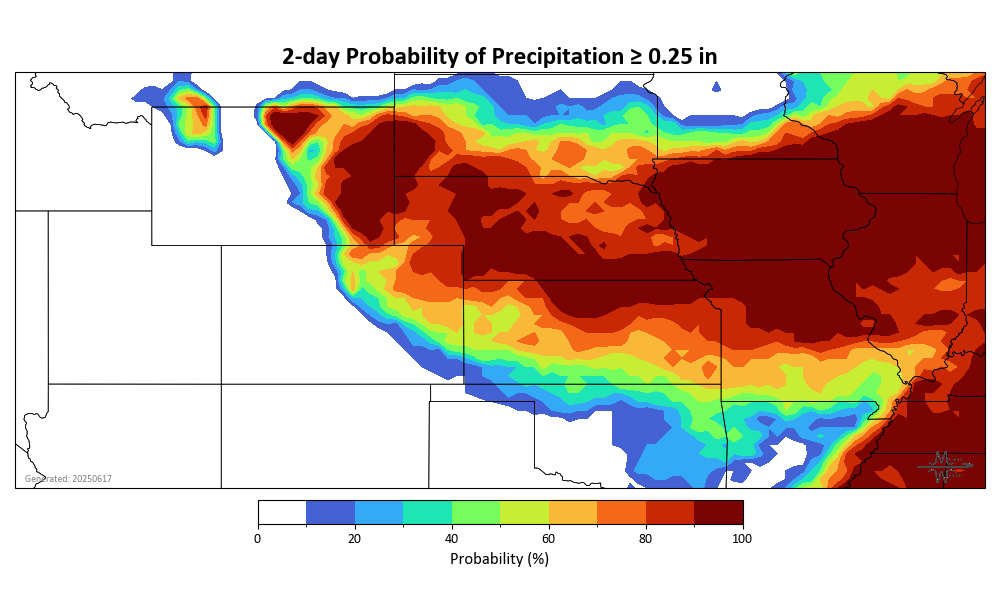 2-day Probability of Precipitation ≥ 0.25 in
Generated: 20250617
0 20 40 60 80 100
Probability (%)